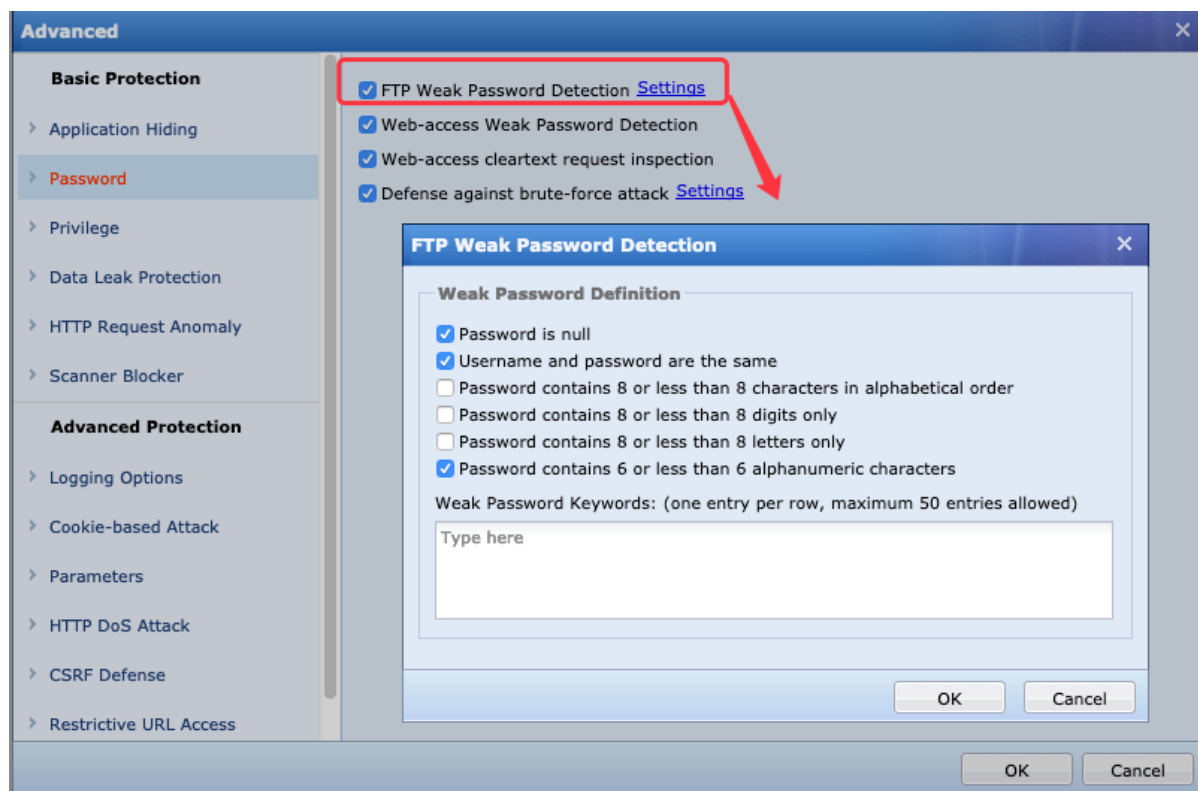 Advanced
Basic Protection
Application Hiding
Password
Privilege
Data Leak Protection
HTTP Request Anomaly
Scanner Blocker
Advanced Protection
Logging Options
Cookie-based Attack
Parameters
HTTP DoS Attack
CSRF Defense
Restrictive URL Access
FTP Weak Password Detection Settings
Web-access Weak Password Detection
Web-access cleartext request inspection
Defense against brute-force attack Settings
FTP Weak Password Detection
Weak Password Definition
Password is null
Username and password are the same
Password contains 8 or less than 8 characters in alphabetical order
Password contains 8 or less than 8 digits only
Password contains 8 or less than 8 letters only
Password contains 6 or less than 6 alphanumeric characters
Weak Password Keywords: (one entry per row, maximum 50 entries allowed)
Type here
OK Cancel
OK Cancel